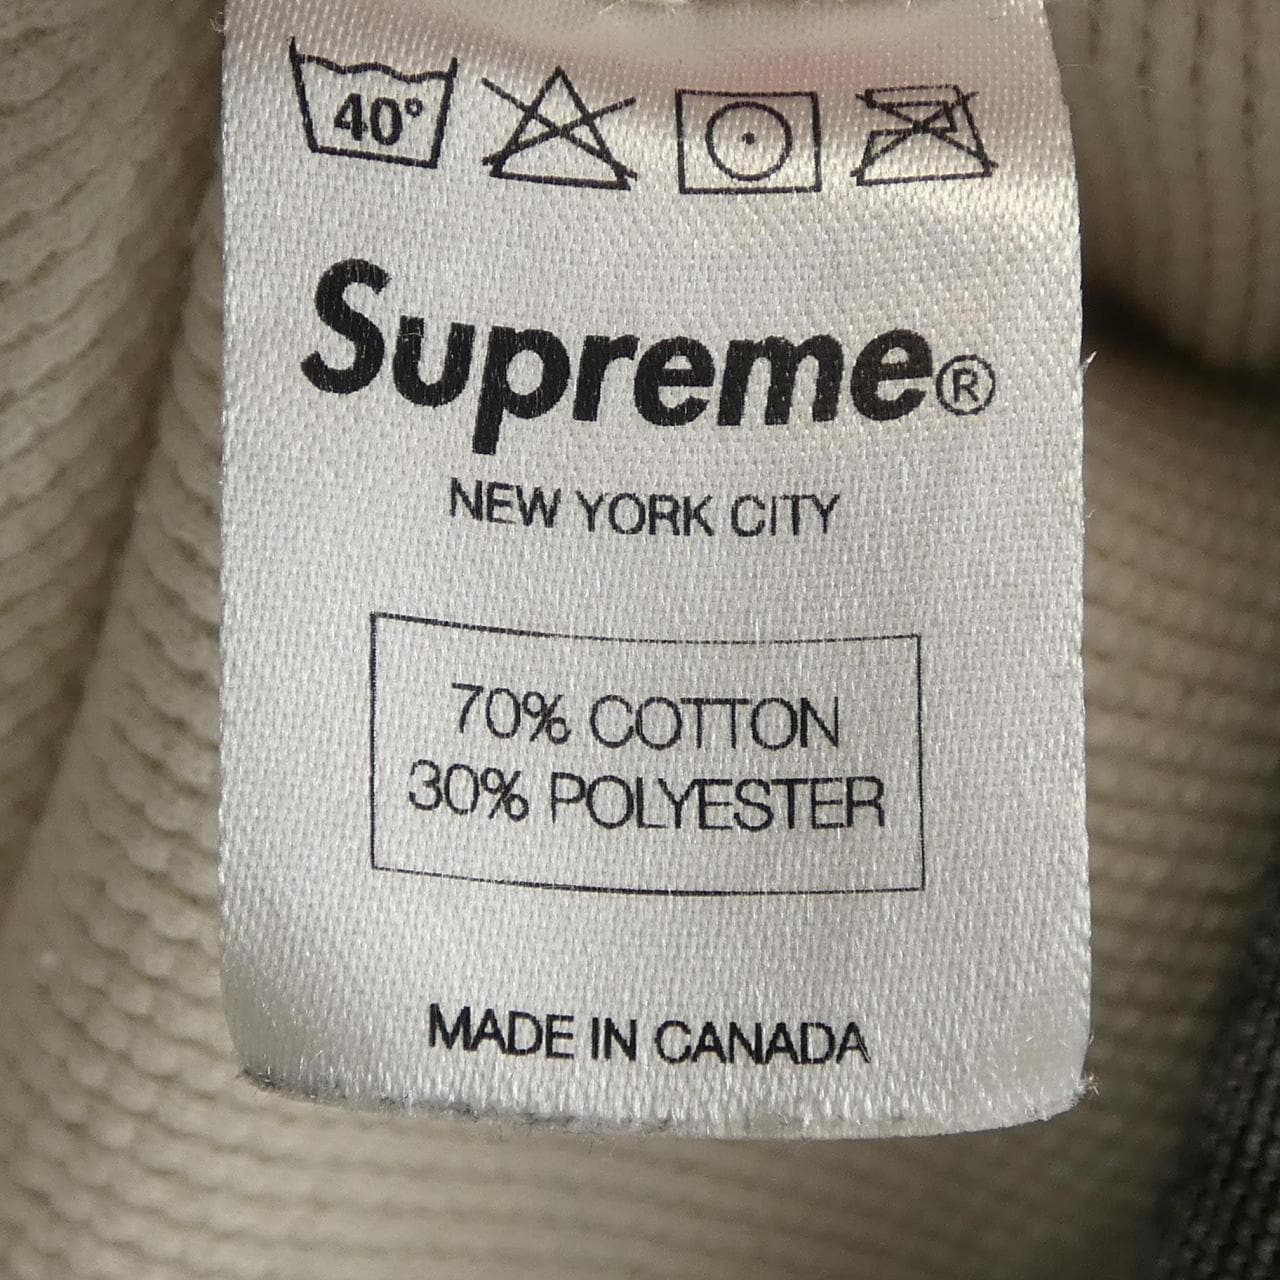 40°
Supreme®
NEW YORK CITY
70% COTTON
30% POLYESTER
MADE IN CANADA